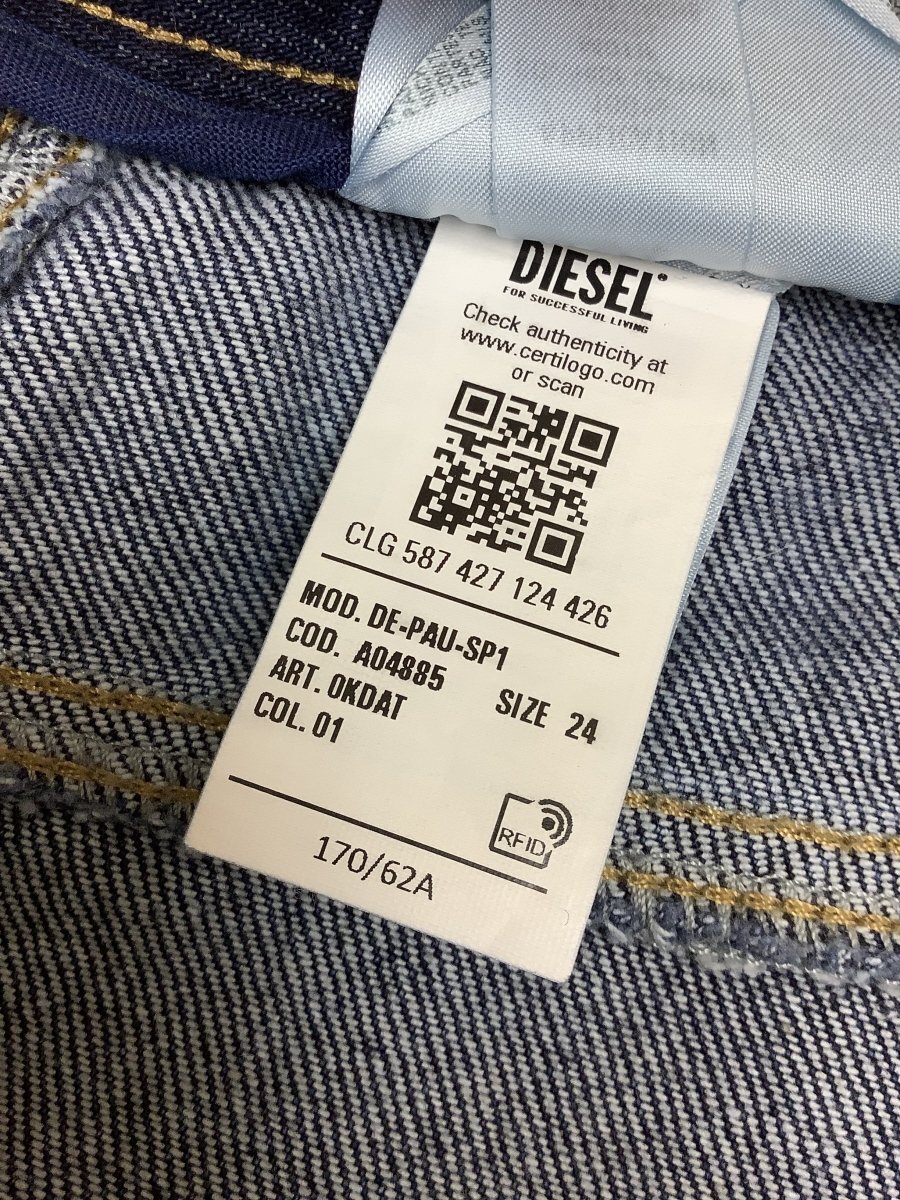 DIESEL®
FOR SUCCESSFUL LIVING
Check authenticity at
www.certilogo.com
or scan
CLG 587 427 124 426
MOD. DE-PAU-SP1
COD. A04885 SIZE 24
ART. 0KDAT
COL. 01
RFID
170/62A